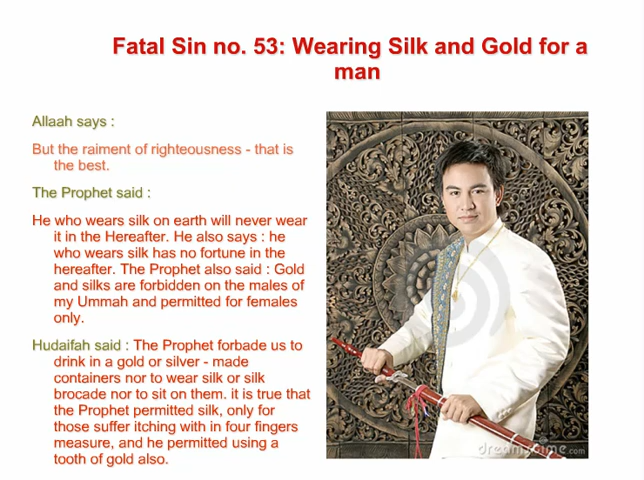 Fatal Sin no. 53: Wearing Silk and Gold for a
man
Allaah says :
But the raiment of righteousness - that is
the best.
The Prophet said :
He who wears silk on earth will never wear
it in the Hereafter. He also says : he
who wears silk has no fortune in the
hereafter. The Prophet also said : Gold
and silks are forbidden on the males of
my Ummah and permitted for females
only.
Hudaifah said : The Prophet forbade us to
drink in a gold or silver - made
containers nor to wear silk or silk
brocade nor to sit on them. it is true that
the Prophet permitted silk, only for
those suffer itching with in four fingers
measure, and he permitted using a
tooth of gold also.
dreamstime.com